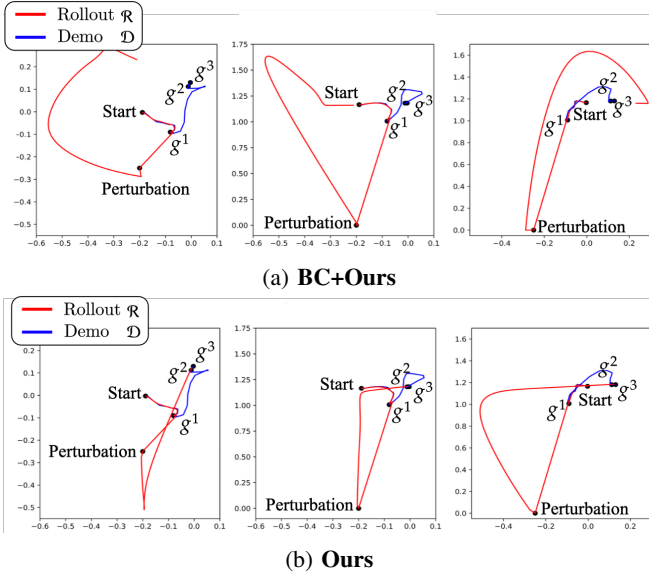 Rollout ℛ
Demo 𝒟
0.2
0.1
0.0
−0.1
−0.2
−0.3
−0.4
−0.5
−0.6 −0.5 −0.4 −0.3 −0.2 −0.1 0.0 0.1
Start
g¹
g²
g³
Perturbation
1.75
1.50
1.25
1.00
0.75
0.50
0.25
0.00
−0.6 −0.5 −0.4 −0.3 −0.2 −0.1 0.0 0.1
Start
g²
g³
g¹
Perturbation
1.6
1.4
1.2
1.0
0.8
0.6
0.4
0.2
0.0
−0.4 −0.2 0.0 0.2
g²
g³
g¹
Start
Perturbation
(a) BC+Ours
Rollout ℛ
Demo 𝒟
0.2
0.1
0.0
−0.1
−0.2
−0.3
−0.4
−0.5
−0.6 −0.5 −0.4 −0.3 −0.2 −0.1 0.0 0.1
g³
g²
Start
g¹
Perturbation
1.75
1.50
1.25
1.00
0.75
0.50
0.25
0.00
−0.6 −0.5 −0.4 −0.3 −0.2 −0.1 0.0 0.1
g²
Start
g³
g¹
Perturbation
1.6
1.4
1.2
1.0
0.8
0.6
0.4
0.2
0.0
−0.4 −0.2 0.0 0.2
g²
g³
g¹
Start
Perturbation
(b) Ours